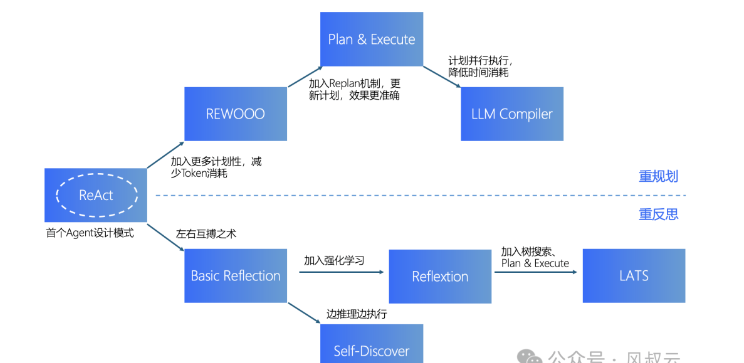 Plan & Execute
计划并行执行，
降低时间消耗
加入Replan机制，更
新计划，效果更准确
REWOOO
LLM Compiler
加入更多计划性，减
少Token消耗
ReAct
重规划
首个Agent设计模式
重反思
左右互搏之术
加入树搜索、
Plan & Execute
加入强化学习
Basic Reflection
Reflextion
LATS
边推理边执行
Self-Discover
公众号 · 风叔云